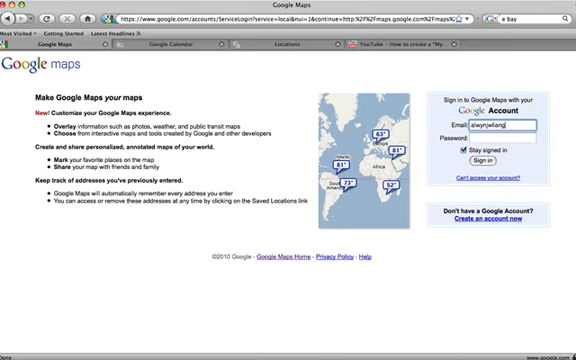 Google Maps
https://www.google.com/accounts/ServiceLogin?service=local&nui=1&continue=http:%2F%2Fmaps.google.com%2Fmaps
e bay
Most Visited
Getting Started
Latest Headlines
Google Maps
Google Calendar
Locations
YouTube - How to create a "My...
Google maps
Make Google Maps your maps
New! Customize your Google Maps experience.
Overlay information such as photos, weather, and public transit maps
Choose from interactive maps and tools created by Google and other developers
Create and share personalized, annotated maps of your world.
Mark your favorite places on the map
Share your map with friends and family
Keep track of addresses you've previously entered.
Google Maps will automatically remember every address you enter
You can access or remove these addresses at any time by clicking on the Saved Locations link
Atlantic
Europe
Africa
South
America
63°
81°
81°
73°
52°
Sign in to Google Maps with your
Google Account
Email: alwynjwliang
Password:
Stay signed in
Sign in
Can't access your account?
Don't have a Google Account?
Create an account now
©2010 Google - Google Maps Home - Privacy Policy - Help
Done